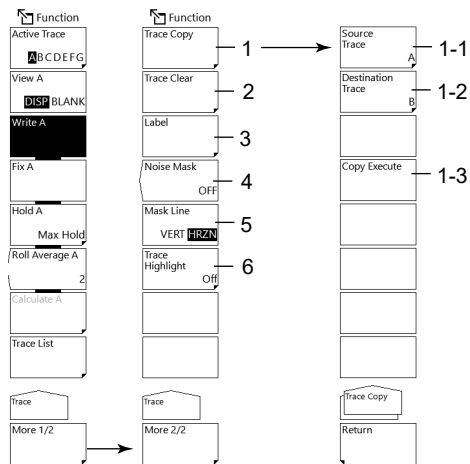 Function
Active Trace
ABCDEFG
View A
DISP BLANK
Write A
Fix A
Hold A
Max Hold
Roll Average A
2
Calculate A
Trace List
Trace
More 1/2
Function
Trace Copy
1
Trace Clear
2
Label
3
Noise Mask
OFF
4
Mask Line
VERT HRZN
5
Trace
Highlight
Off
6
Trace
More 2/2
Source
Trace
A
1-1
Destination
Trace
B
1-2
Copy Execute
1-3
Trace Copy
Return